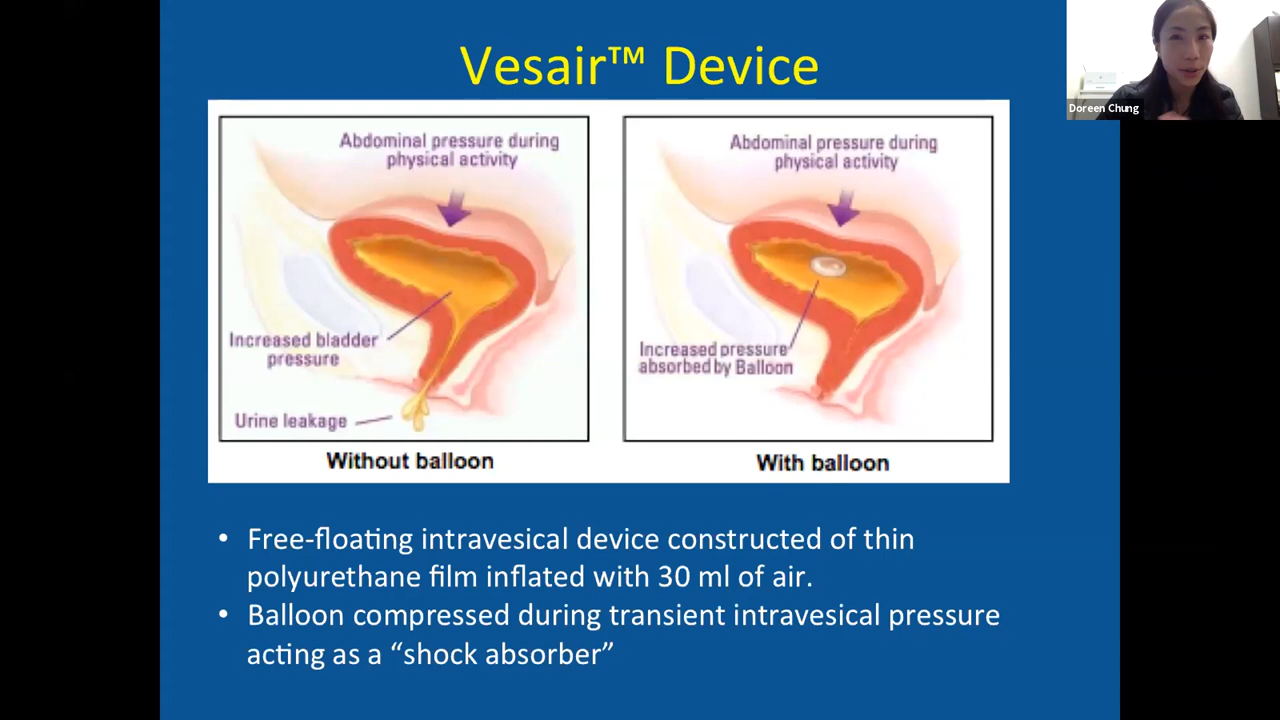 Vesair™ Device
Doreen Chung
Abdominal pressure during
physical activity
Increased bladder
pressure
Urine leakage
Without balloon
Abdominal pressure during
physical activity
Increased pressure
absorbed by Balloon
With balloon
• Free-floating intravesical device constructed of thin
polyurethane film inflated with 30 ml of air.
• Balloon compressed during transient intravesical pressure
acting as a “shock absorber”